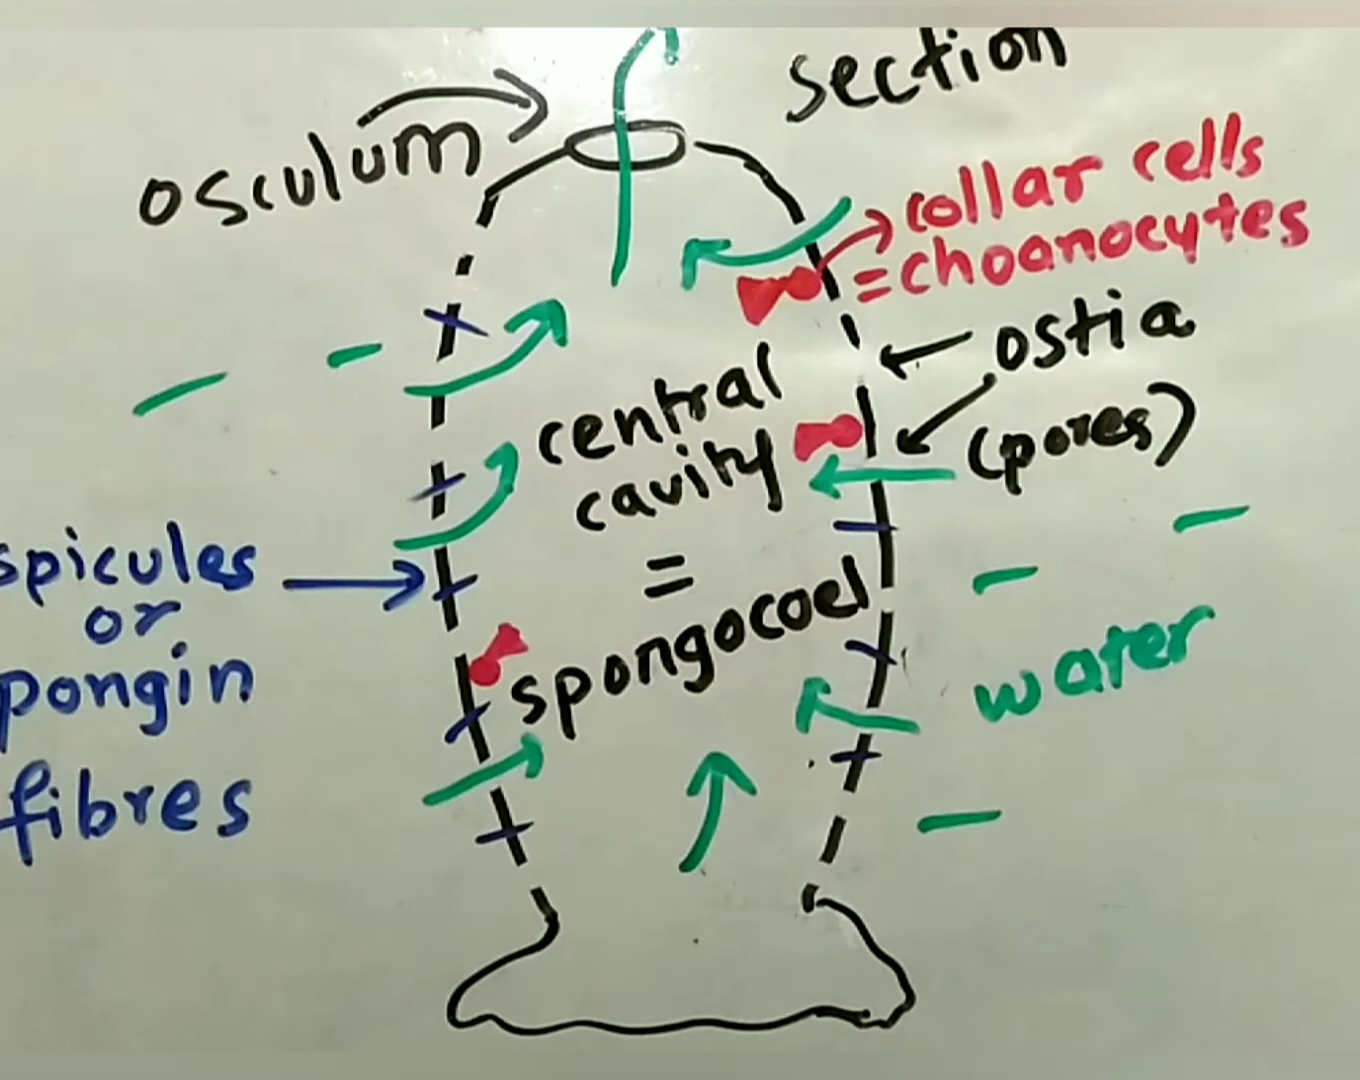 section
osculum
collar cells
= choanocytes
ostia
(pores)
central
cavity
=
spongocoel
spicules
or
pongin
fibres
water